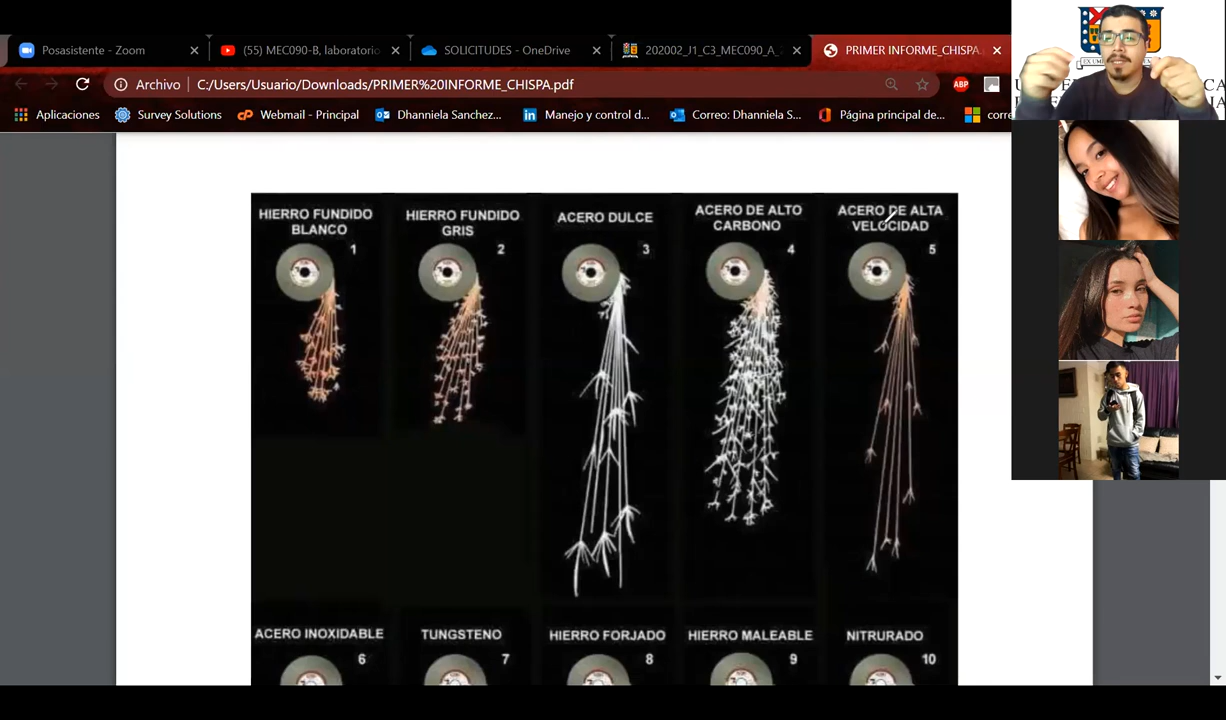 Posasistente - Zoom
(55) MEC090-B, laboratorio
SOLICITUDES - OneDrive
202002_J1_C3_MEC090_A_
PRIMER INFORME_CHISPA.
Archivo
C:/Users/Usuario/Downloads/PRIMER%20INFORME_CHISPA.pdf
ABP
Aplicaciones
Survey Solutions
Webmail - Principal
Dhanniela Sanchez...
Manejo y control d...
Correo: Dhanniela S...
Página principal de...
corre
HIERRO FUNDIDO
BLANCO
1
HIERRO FUNDIDO
GRIS
2
ACERO DULCE
3
ACERO DE ALTO
CARBONO
4
ACERO DE ALTA
VELOCIDAD
5
ACERO INOXIDABLE
6
TUNGSTENO
7
HIERRO FORJADO
8
HIERRO MALEABLE
9
NITRURADO
10